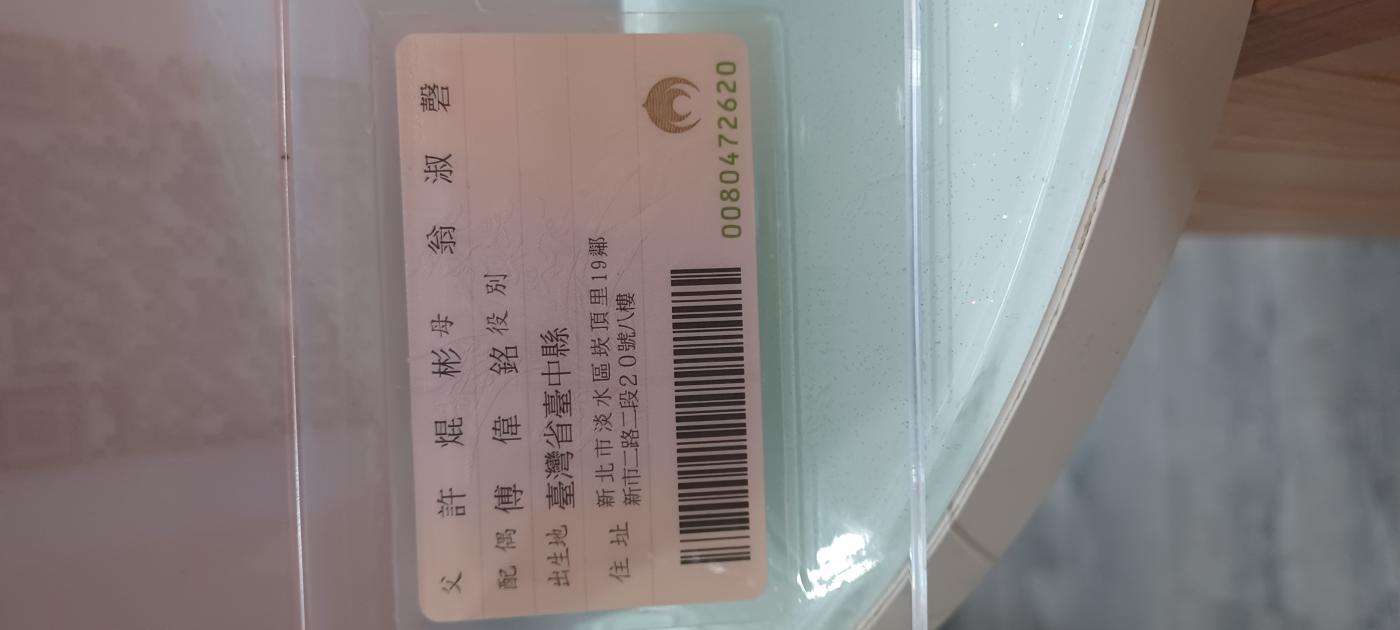 父 許焜彬 母 翁淑磬
配偶 傅偉銘 役別
出生地 臺灣省臺中縣
住址 新北市淡水區崁頂里19鄰
新市二路二段20號八樓
0080472620